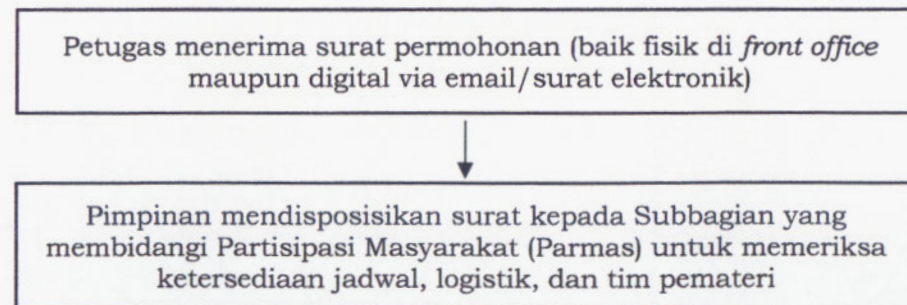 Petugas menerima surat permohonan (baik fisik di front office
maupun digital via email/surat elektronik)
Pimpinan mendisposisikan surat kepada Subbagian yang
membidangi Partisipasi Masyarakat (Parmas) untuk memeriksa
ketersediaan jadwal, logistik, dan tim pemateri